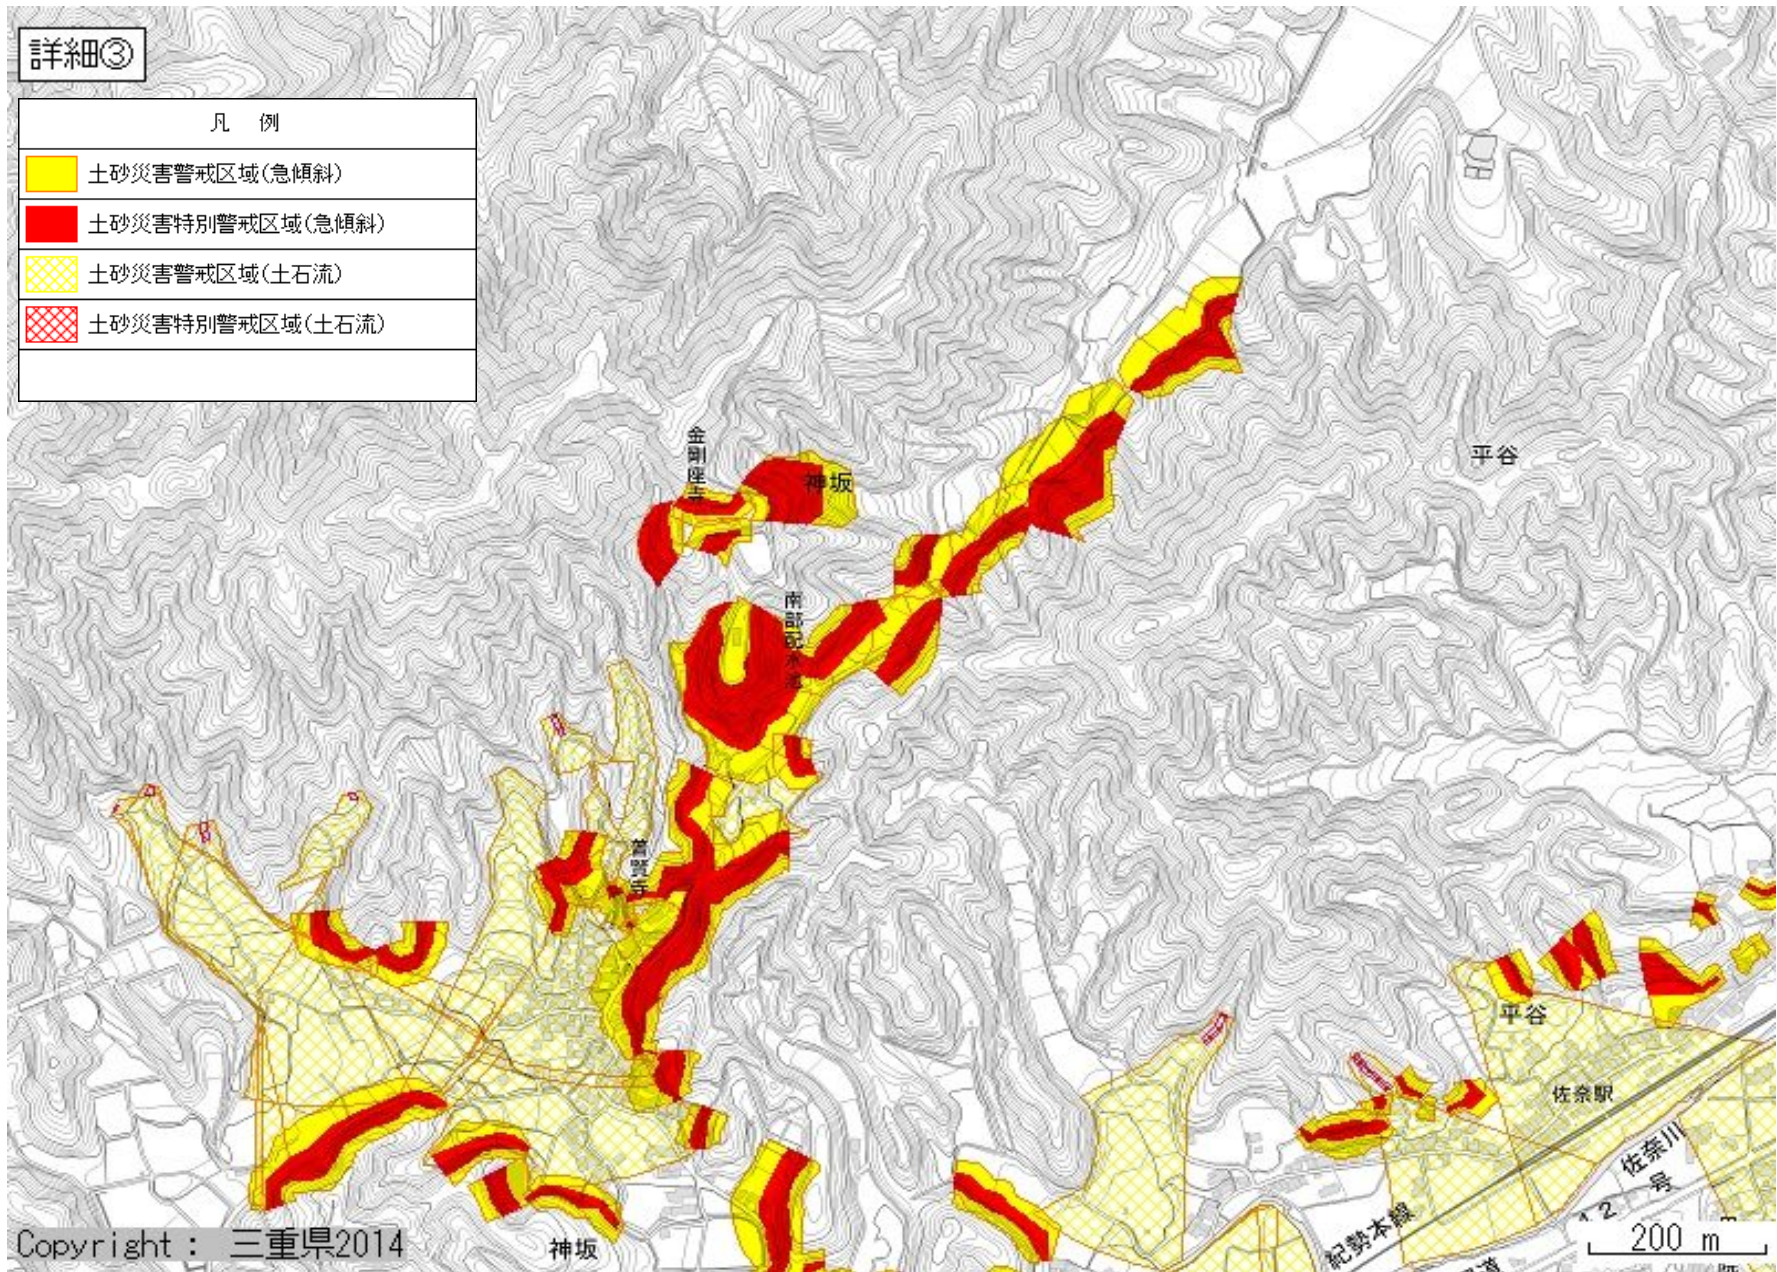 詳細③
凡 例
土砂災害警戒区域(急傾斜)
土砂災害特別警戒区域(急傾斜)
土砂災害警戒区域(土石流)
土砂災害特別警戒区域(土石流)
平谷
金剛座寺
神坂
南部配水池
普賢寺
平谷
佐奈駅
佐奈川
号
42
紀勢本線
道
200 m
神坂
Copyright : 三重県2014